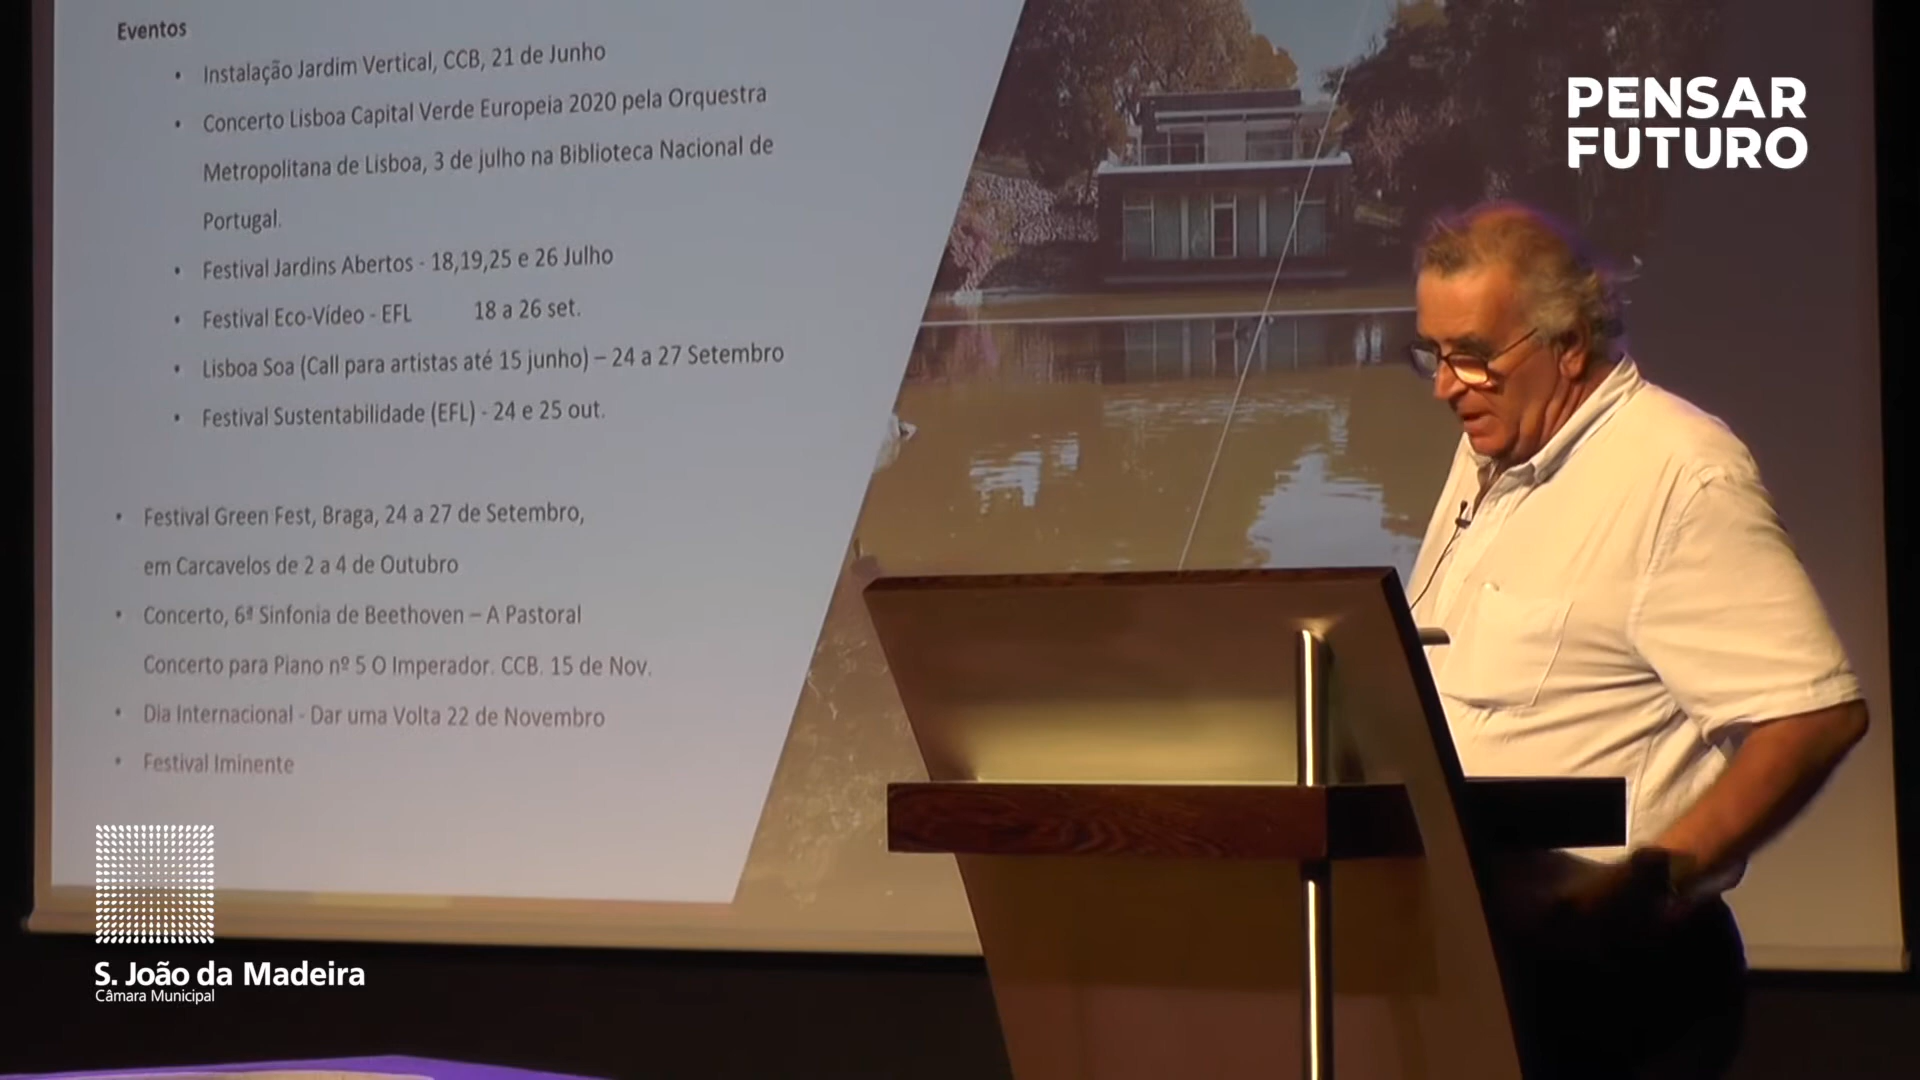 Eventos
• Instalação Jardim Vertical, CCB, 21 de Junho
• Concerto Lisboa Capital Verde Europeia 2020 pela Orquestra
Metropolitana de Lisboa, 3 de julho na Biblioteca Nacional de
Portugal.
• Festival Jardins Abertos - 18,19,25 e 26 Julho
• Festival Eco-Vídeo - EFL 18 a 26 set.
• Lisboa Soa (Call para artistas até 15 junho) – 24 a 27 Setembro
• Festival Sustentabilidade (EFL) - 24 e 25 out.
• Festival Green Fest, Braga, 24 a 27 de Setembro,
em Carcavelos de 2 a 4 de Outubro
• Concerto, 6ª Sinfonia de Beethoven – A Pastoral
Concerto para Piano nº 5 O Imperador. CCB. 15 de Nov.
• Dia Internacional - Dar uma Volta 22 de Novembro
• Festival Iminente
PENSAR
FUTURO
S. João da Madeira
Câmara Municipal